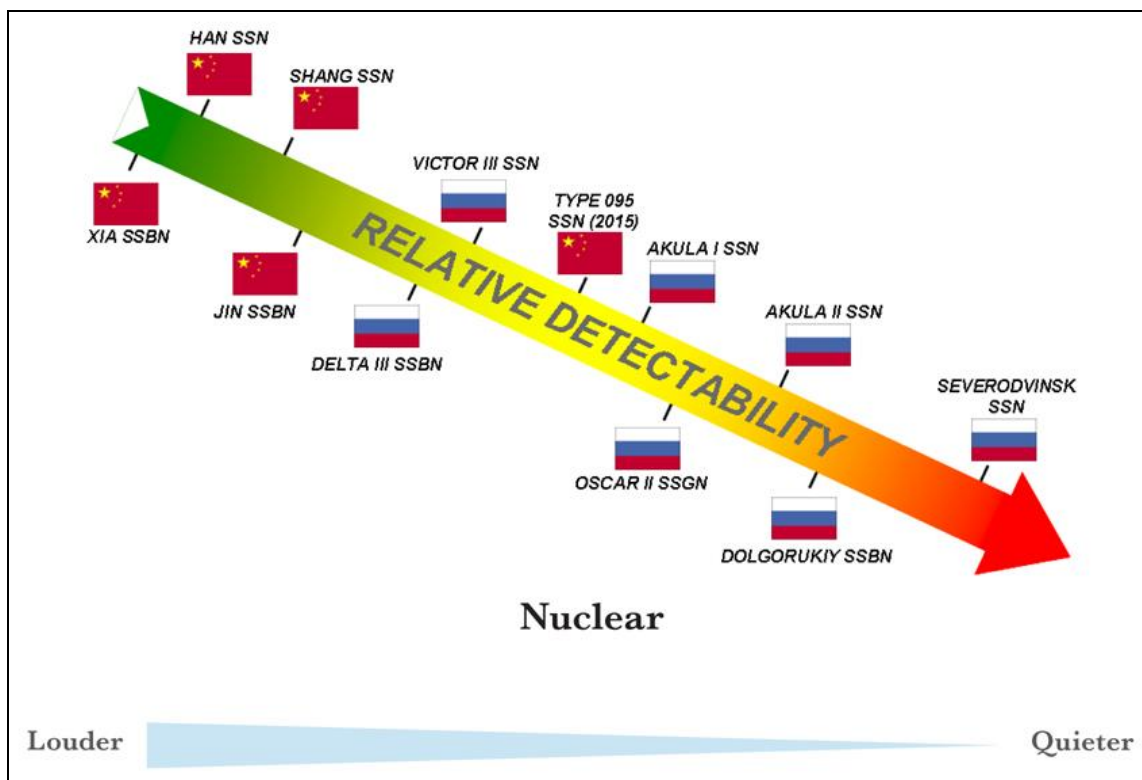 HAN SSN
SHANG SSN
XIA SSBN
JIN SSBN
VICTOR III SSN
DELTA III SSBN
TYPE 095
SSN (2015)
AKULA I SSN
OSCAR II SSGN
AKULA II SSN
DOLGORUKIY SSBN
SEVERODVINSK
SSN
RELATIVE DETECTABILITY
Nuclear
Louder
Quieter